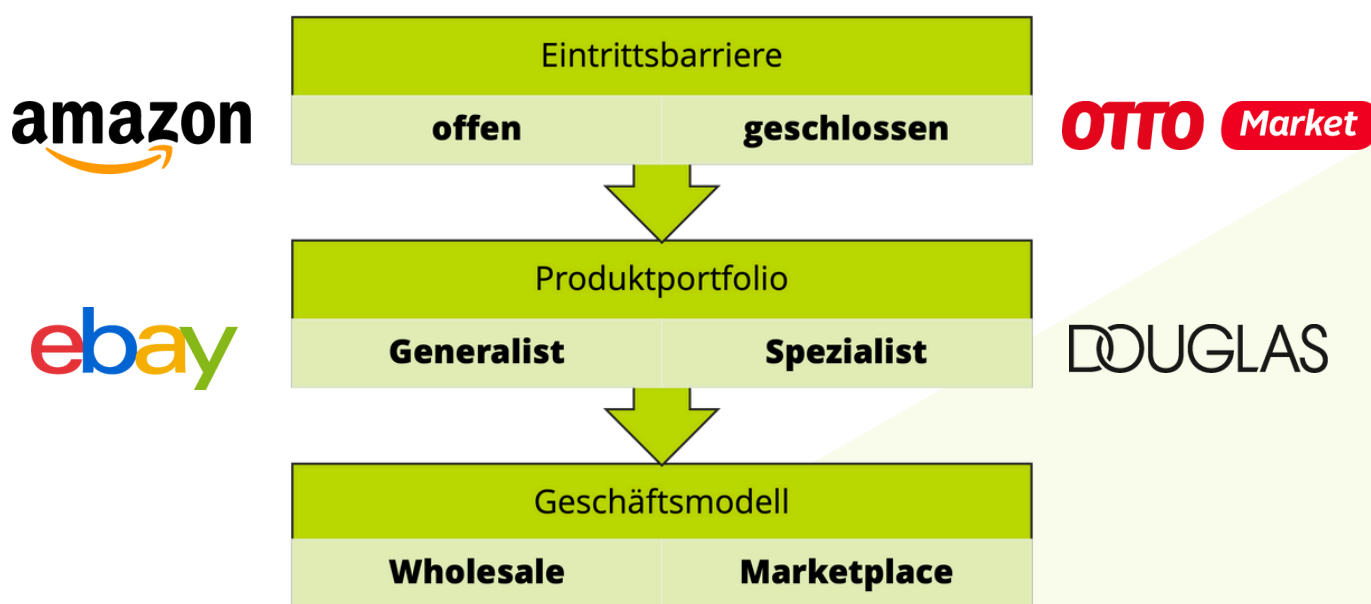 Eintrittsbarriere
amazon
offen
geschlossen
OTTO Market
Produktportfolio
ebay
Generalist
Spezialist
DOUGLAS
Geschäftsmodell
Wholesale
Marketplace